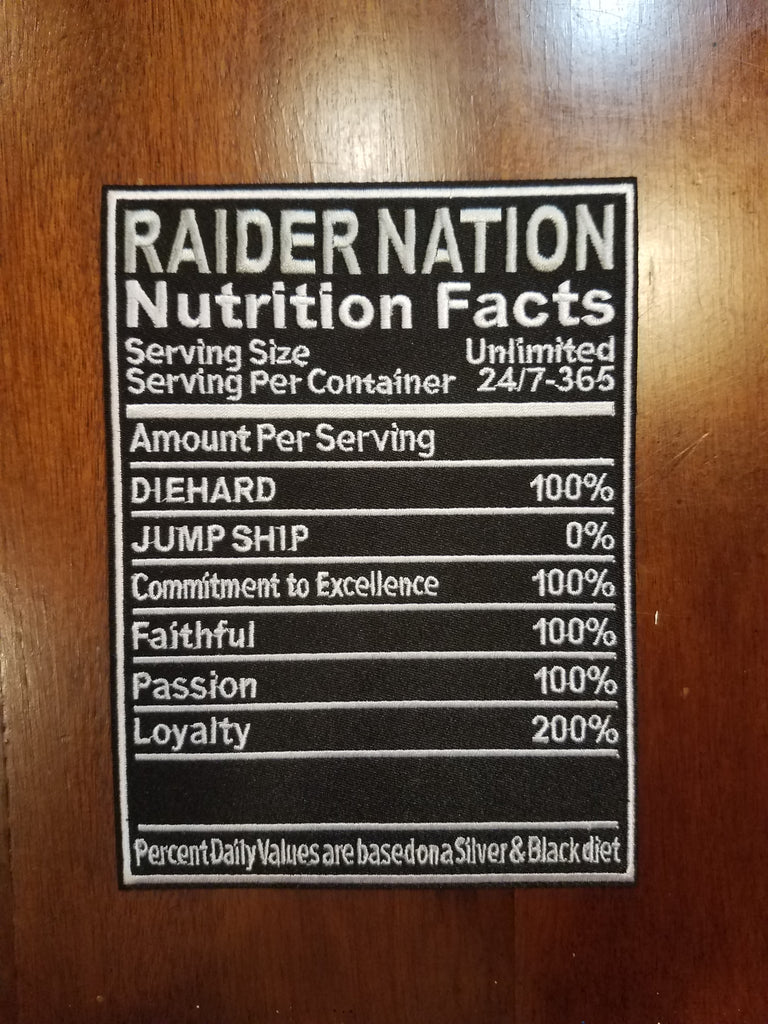 RAIDER NATION
Nutrition Facts
Serving Size Unlimited
Serving Per Container 24/7-365
Amount Per Serving
DIEHARD 100%
JUMP SHIP 0%
Commitment to Excellence 100%
Faithful 100%
Passion 100%
Loyalty 200%
Percent Daily Values are based on a Silver & Black diet